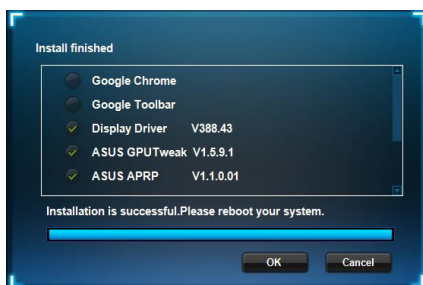 Install finished
Google Chrome
Google Toolbar
Display Driver V388.43
ASUS GPUTweak V1.5.9.1
ASUS APRP V1.1.0.01
Installation is successful.Please reboot your system.
OK Cancel